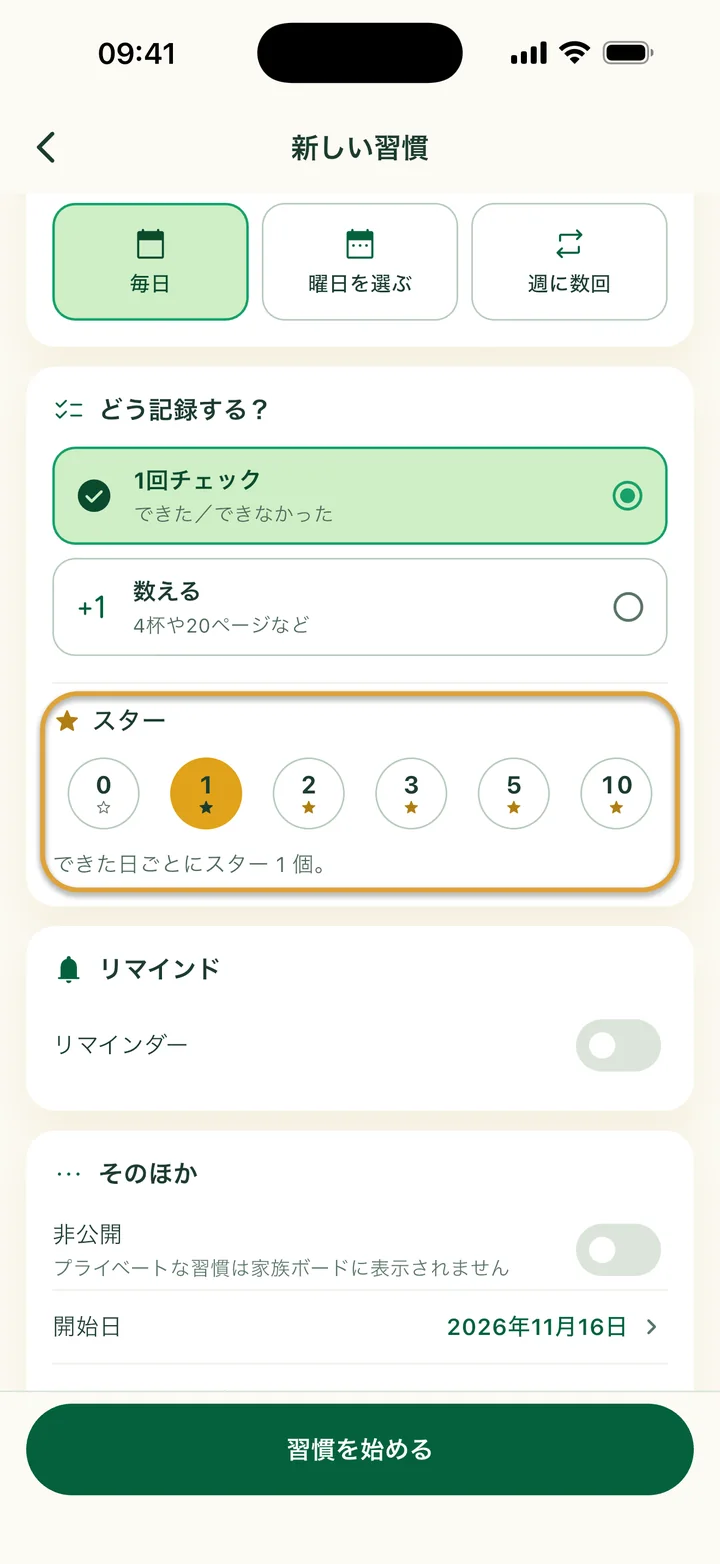 09:41
新しい習慣
毎日
曜日を選ぶ
週に数回
どう記録する？
1回チェック
できた／できなかった
+1
数える
4杯や20ページなど
スター
0
1
2
3
5
10
できた日ごとにスター 1 個。
リマインド
リマインダー
そのほか
非公開
プライベートな習慣は家族ボードに表示されません
開始日
2026年11月16日
習慣を始める